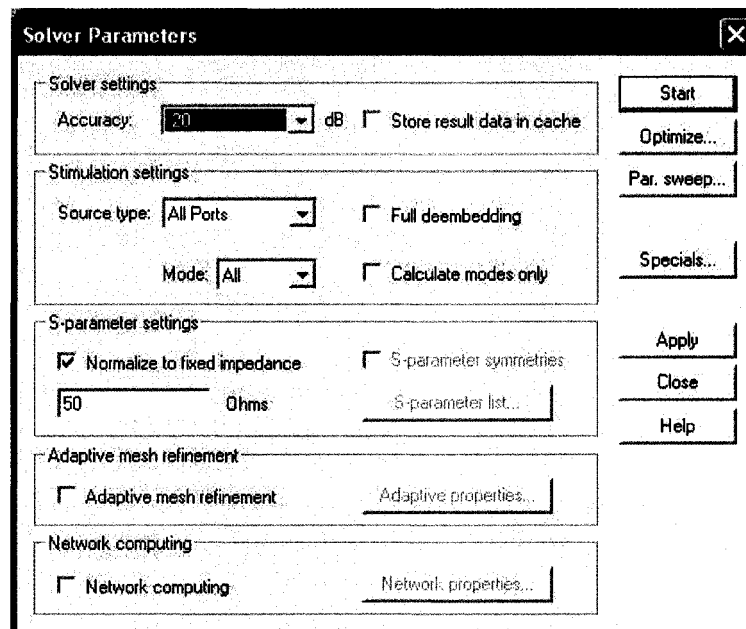 Solver Parameters
Solver settings
Accuracy: -20 dB Store result data in cache
Stimulation settings
Source type: All Ports Full deembedding
Mode: All Calculate modes only
S-parameter settings
Normalize to fixed impedance S-parameter symmetries
50 Ohms S-parameter list...
Adaptive mesh refinement
Adaptive mesh refinement Adaptive properties...
Network computing
Network computing Network properties...
Start
Optimize...
Par. sweep...
Specials...
Apply
Close
Help